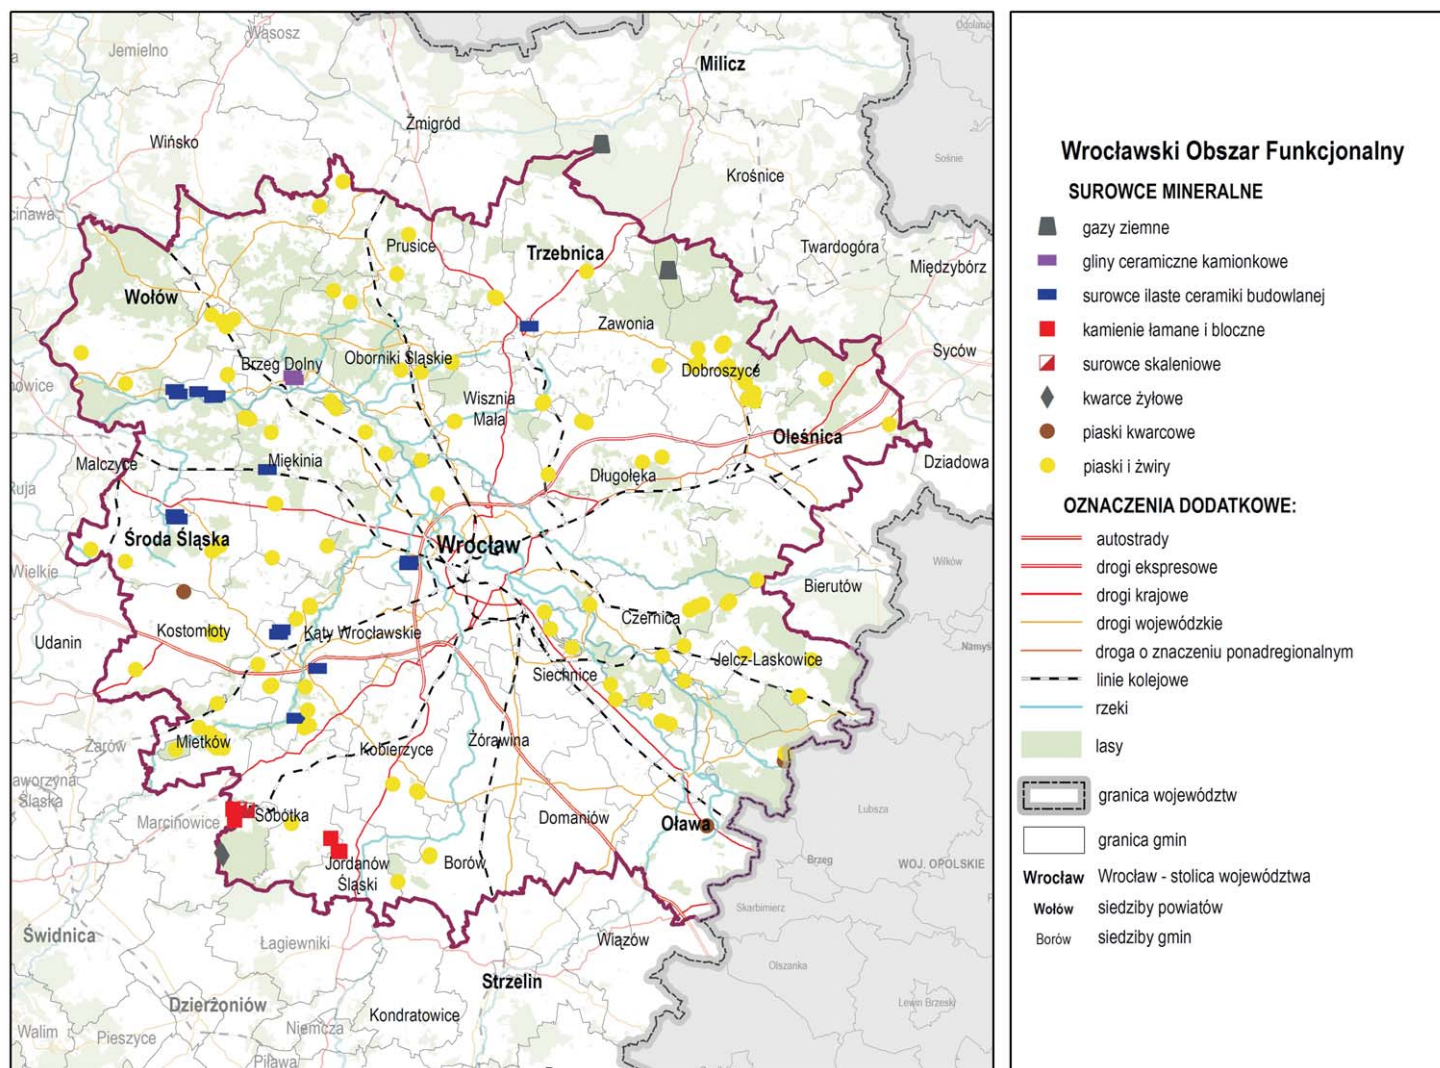 Wąsosz
Jemielno
Milicz
Żmigród
Wińsko
Sośnie
Krośnice
Prusice
Trzebnica
Twardogóra
Międzybórz
Wołów
Zawonia
Syców
Brzeg Dolny
Oborniki Śląskie
Dobroszyce
Wisznia
Mała
Oleśnica
Malczyce
Miękinia
Długołęka
Dziadowa
Ruja
Środa Śląska
Wrocław
Wielkie
Wilków
Bierutów
Czernica
Udanin
Kostomłoty
Kąty Wrocławskie
Jelcz-Laskowice
Siechnice
Żarów
Mietków
Kobierzyce
Żórawina
Śląska
Marcinowice
Sobótka
Domaniów
Oława
Lubsza
Jordanów
Śląski
Borów
Brzeg
WOJ. OPOLSKIE
Skarbimierz
Świdnica
Łagiewniki
Wiązów
Olszanka
Strzelin
Dzierżoniów
Lewin Brzeski
Kondratowice
Niemcza
Walim
Pieszyce
Piława
Wrocławski Obszar Funkcjonalny
SUROWCE MINERALNE
gazy ziemne
gliny ceramiczne kamionkowe
surowce ilaste ceramiki budowlanej
kamienie łamane i bloczne
surowce skaleniowe
kwarce żyłowe
piaski kwarcowe
piaski i żwiry
OZNACZENIA DODATKOWE:
autostrady
drogi ekspresowe
drogi krajowe
drogi wojewódzkie
droga o znaczeniu ponadregionalnym
linie kolejowe
rzeki
lasy
granica województw
granica gmin
Wrocław Wrocław - stolica województwa
Wołów siedziby powiatów
Borów siedziby gmin